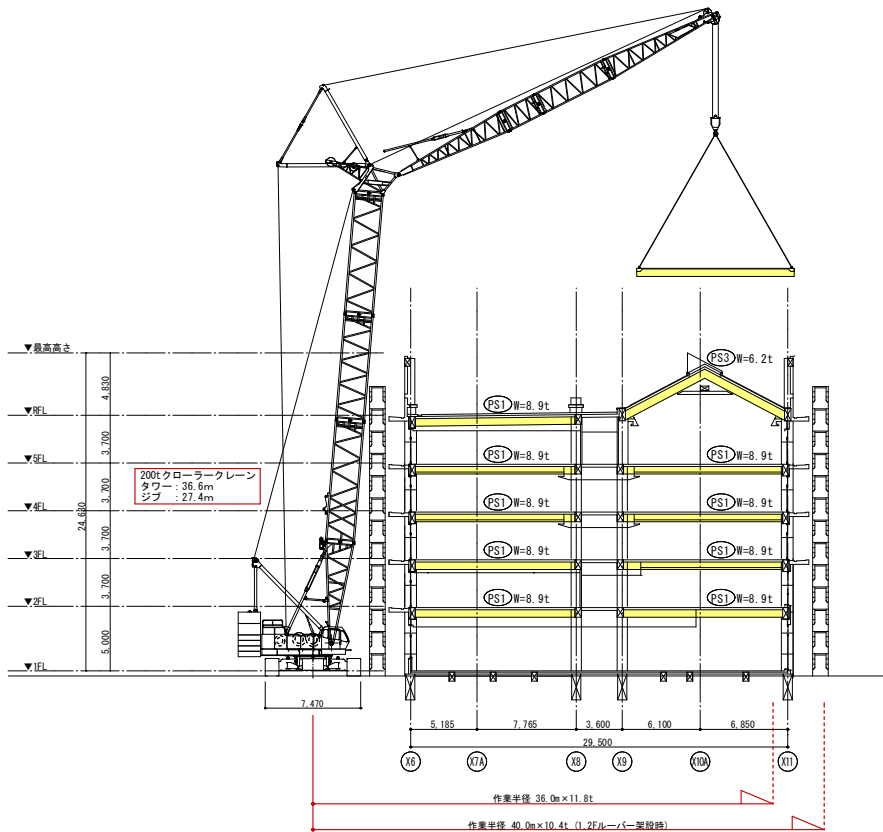 ▼最高高さ
4,830
PS3 W=6.2t
PS1 W=8.9t
▼RFL
3,700
▼5FL
PS1 W=8.9t
PS1 W=8.9t
200tクローラークレーン
タワー：36.6m
ジブ　：27.4m
3,700
24,630
▼4FL
PS1 W=8.9t
PS1 W=8.9t
3,700
▼3FL
PS1 W=8.9t
PS1 W=8.9t
3,700
▼2FL
PS1 W=8.9t
PS1 W=8.9t
5,000
▼1FL
7,470
5,185
7,765
3,600
6,100
6,850
29,500
X6
X7A
X8
X9
X10A
X11
作業半径 36.0m×11.8t
作業半径 40.0m×10.4t (1,2Fルーバー架設時)